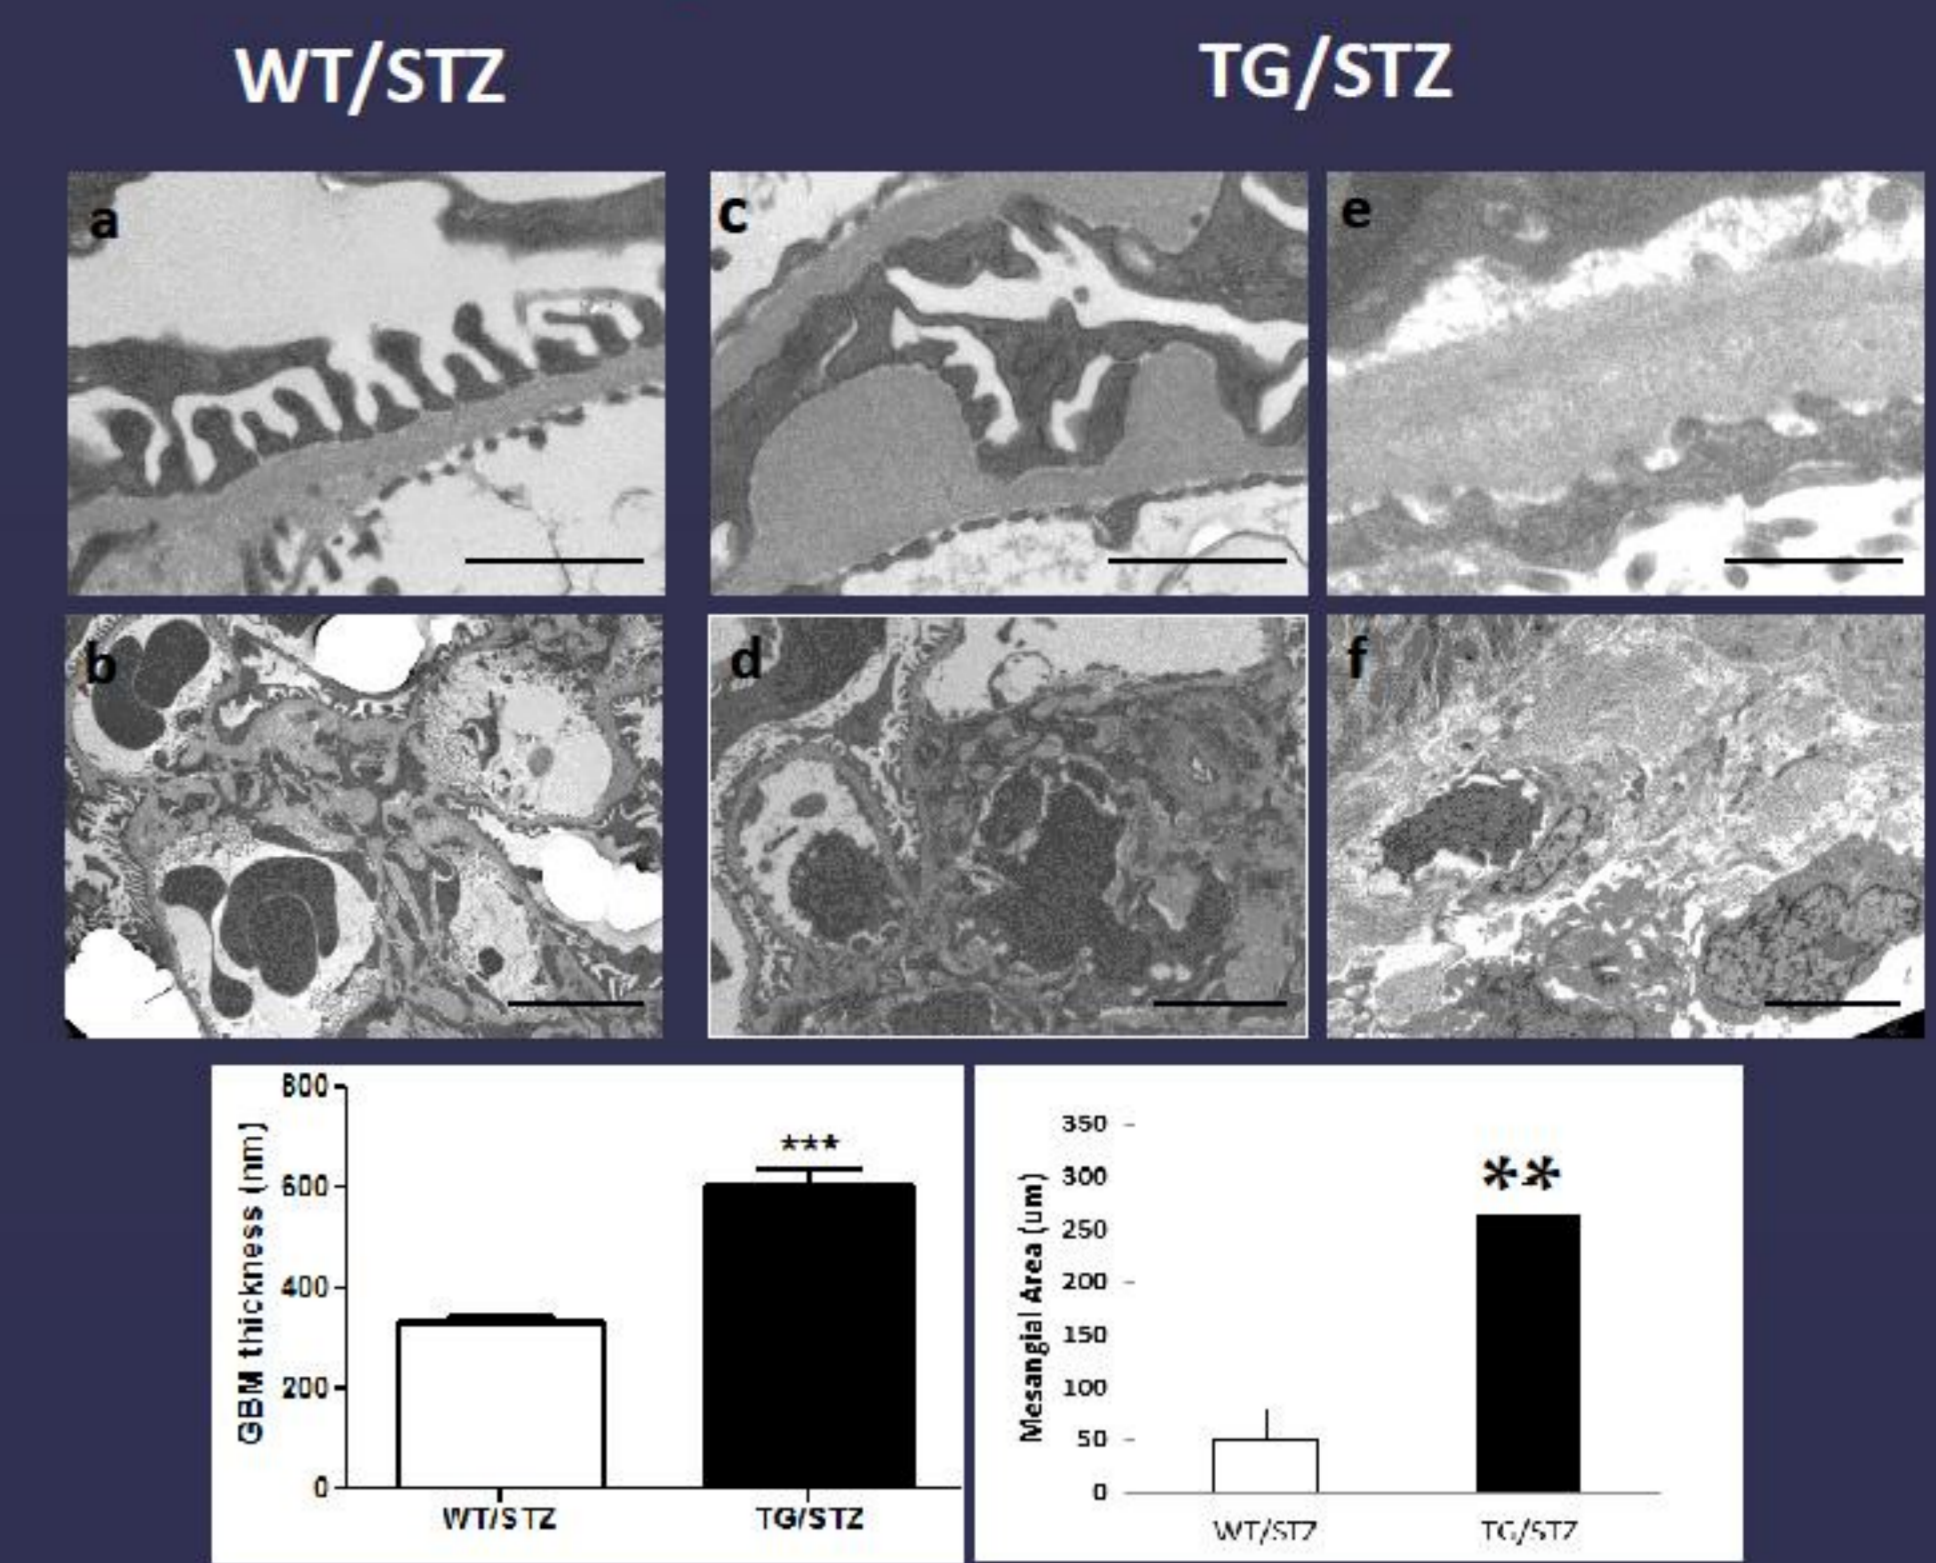 WT/STZ
TG/STZ
a
c
e
b
d
f
GBM thickness (nm)
800
600
400
200
0
***
WT/STZ
TG/STZ
Mesangial Area (um)
350
300
250
200
150
100
50
0
**
WT/STZ
TG/STZ